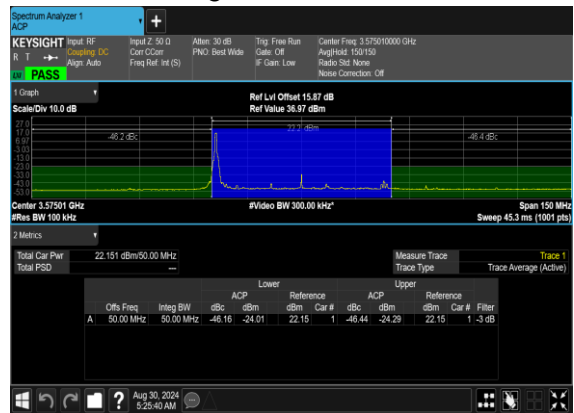 Spectrum Analyzer 1
ACP
KEYSIGHT Input: RF Input Z: 50 Ω Atten: 30 dB Trig: Free Run Center Freq: 3.575010000 GHz
R T Coupling: DC Corr CCorr PNO: Best Wide Gate: Off Avg|Hold: 150/150
Align: Auto Freq Ref: Int (S) IF Gain: Low Radio Std: None
LXI PASS Noise Correction: Off
1 Graph
Ref Lvl Offset 15.87 dB
Scale/Div 10.0 dB Ref Value 36.97 dBm
27.0
17.0 -46.2 dBc 22.2 dBm -46.4 dBc
6.97
-3.03
-13.0
-23.0
-33.0
-43.0
-53.0
Center 3.57501 GHz #Video BW 300.00 kHz* Span 150 MHz
#Res BW 100 kHz Sweep 45.3 ms (1001 pts)
2 Metrics
Total Car Pwr 22.151 dBm/50.00 MHz Measure Trace Trace 1
Total PSD --- Trace Type Trace Average (Active)
Lower Upper
ACP Reference ACP Reference
Offs Freq Integ BW dBc dBm dBm Car # dBc dBm dBm Car # Filter
A 50.00 MHz 50.00 MHz -46.16 -24.01 22.15 1 -46.44 -24.29 22.15 1 -3 dB
Aug 30, 2024
5:25:40 AM